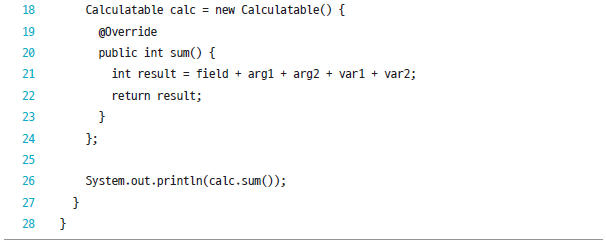 18 Calculatable calc = new Calculatable() {
19 @Override
20 public int sum() {
21 int result = field + arg1 + arg2 + var1 + var2;
22 return result;
23 }
24 };
25
26 System.out.println(calc.sum());
27 }
28 }